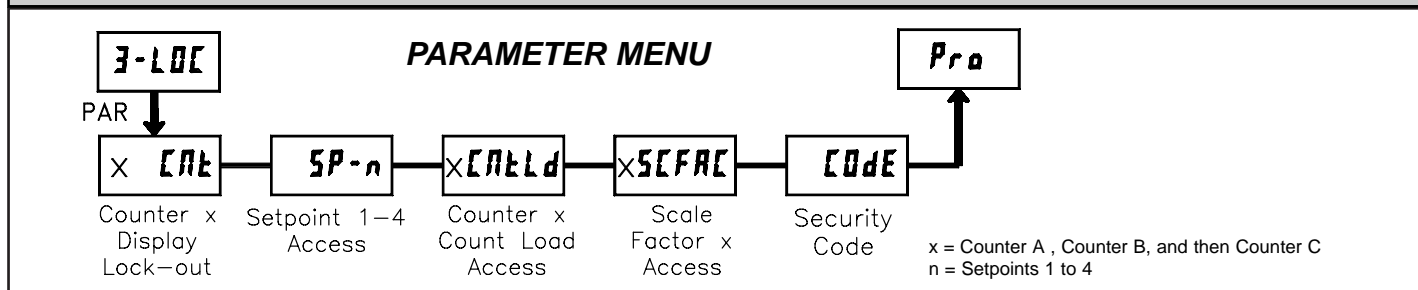 3-LOC
PARAMETER MENU
Pro
PAR
x CNt
SP-n
xCNtLd
xSCFAC
COdE
Counter x
Display
Lock-out
Setpoint 1-4
Access
Counter x
Count Load
Access
Scale
Factor x
Access
Security
Code
x = Counter A , Counter B, and then Counter C
n = Setpoints 1 to 4